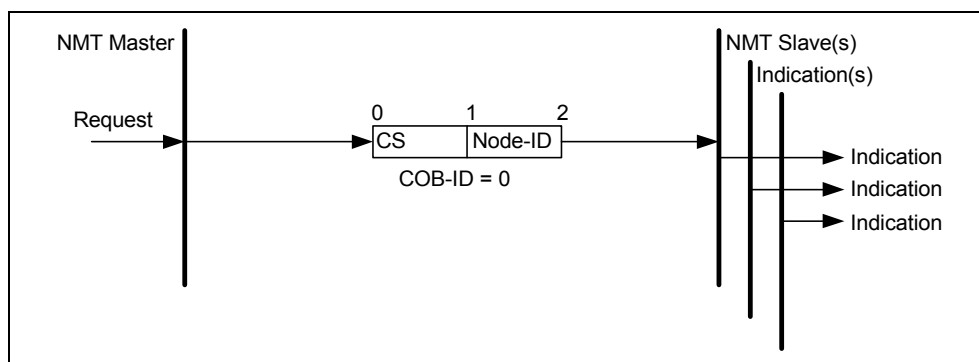 NMT Master
NMT Slave(s)
Indication(s)
Request
0 1 2
CS Node-ID
COB-ID = 0
Indication
Indication
Indication